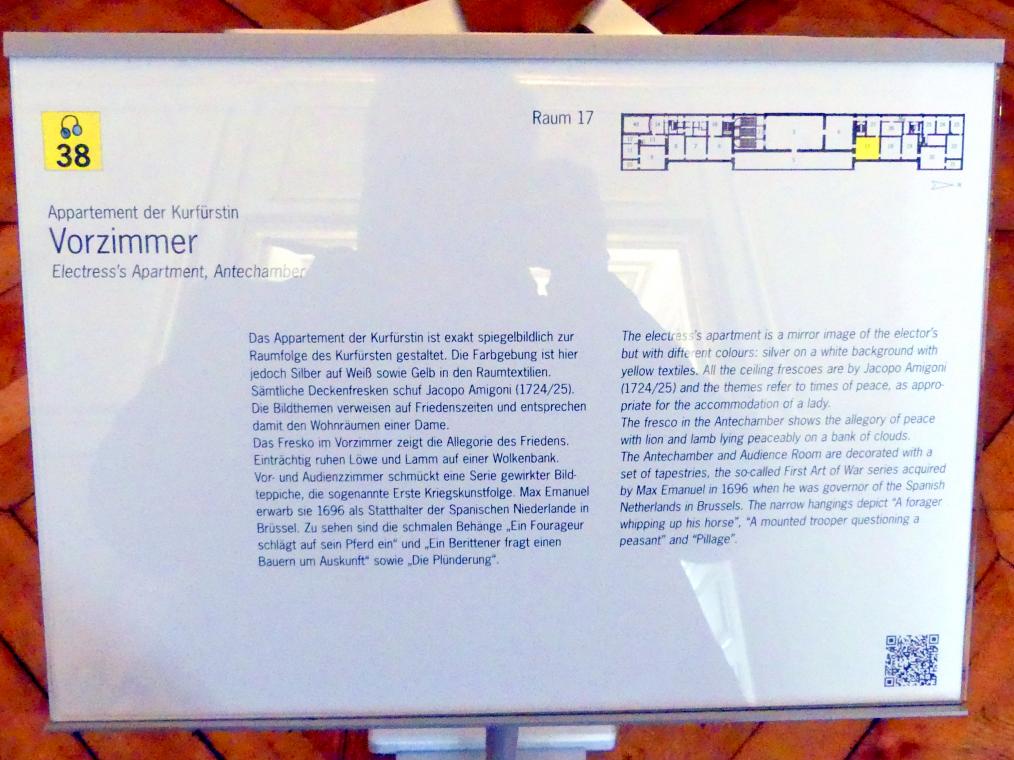 38
Raum 17
Appartement der Kurfürstin
Vorzimmer
Electress's Apartment, Antechamber
Das Appartement der Kurfürstin ist exakt spiegelbildlich zur
Raumfolge des Kurfürsten gestaltet. Die Farbgebung ist hier
jedoch Silber auf Weiß sowie Gelb in den Raumtextilien.
Sämtliche Deckenfresken schuf Jacopo Amigoni (1724/25).
Die Bildthemen verweisen auf Friedenszeiten und entsprechen
damit den Wohnräumen einer Dame.
Das Fresko im Vorzimmer zeigt die Allegorie des Friedens.
Einträchtig ruhen Löwe und Lamm auf einer Wolkenbank.
Vor- und Audienzzimmer schmückt eine Serie gewirkter Bild-
teppiche, die sogenannte Erste Kriegskunstfolge. Max Emanuel
erwarb sie 1696 als Statthalter der Spanischen Niederlande in
Brüssel. Zu sehen sind die schmalen Behänge „Ein Fourageur
schlägt auf sein Pferd ein“ und „Ein Berittener fragt einen
Bauern um Auskunft“ sowie „Die Plünderung“.
The electress's apartment is a mirror image of the elector's
but with different colours: silver on a white background with
yellow textiles. All the ceiling frescoes are by Jacopo Amigoni
(1724/25) and the themes refer to times of peace, as appro-
priate for the accommodation of a lady.
The fresco in the Antechamber shows the allegory of peace
with lion and lamb lying peaceably on a bank of clouds.
The Antechamber and Audience Room are decorated with a
set of tapestries, the so-called First Art of War series acquired
by Max Emanuel in 1696 when he was governor of the Spanish
Netherlands in Brussels. The narrow hangings depict “A forager
whipping up his horse”, “A mounted trooper questioning a
peasant” and “Pillage”.